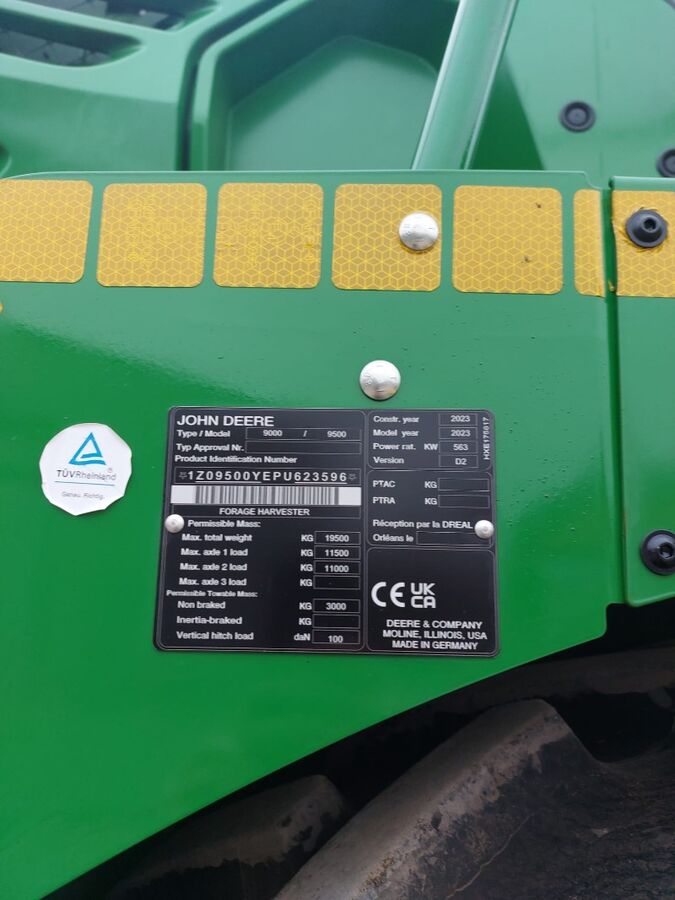 JOHN DEERE
Type / Model 9000 / 9500
Typ Approval Nr.
Product Identification Number
*1Z09500YEPU623596*
FORAGE HARVESTER
Permissible Mass:
Max. total weight KG 19500
Max. axle 1 load KG 11500
Max. axle 2 load KG 11000
Max. axle 3 load KG
Permissible Towable Mass:
Non braked KG 3000
Inertia-braked KG
Vertical hitch load daN 100
Constr. year 2023
Model year 2023
Power rat. KW 563
Version D2
HXE175817
PTAC KG
PTRA KG
Réception par la DREAL
Orléans le
CE UK
CA
DEERE & COMPANY
MOLINE, ILLINOIS, USA
MADE IN GERMANY
TÜVRheinland
Genau. Richtig.